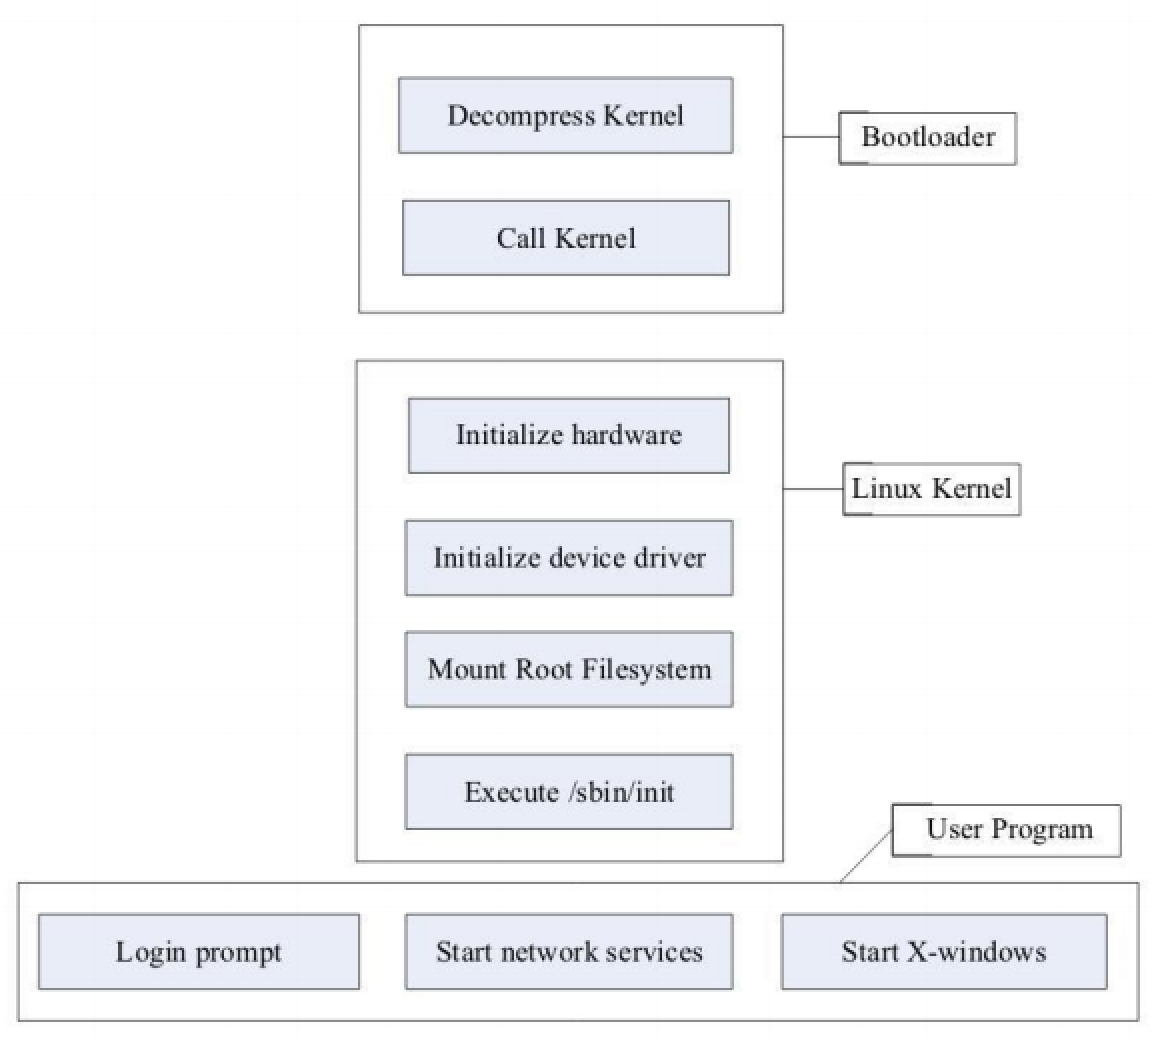 Decompress Kernel
Bootloader
Call Kernel
Initialize hardware
Linux Kernel
Initialize device driver
Mount Root Filesystem
Execute /sbin/init
User Program
Login prompt
Start network services
Start X-windows